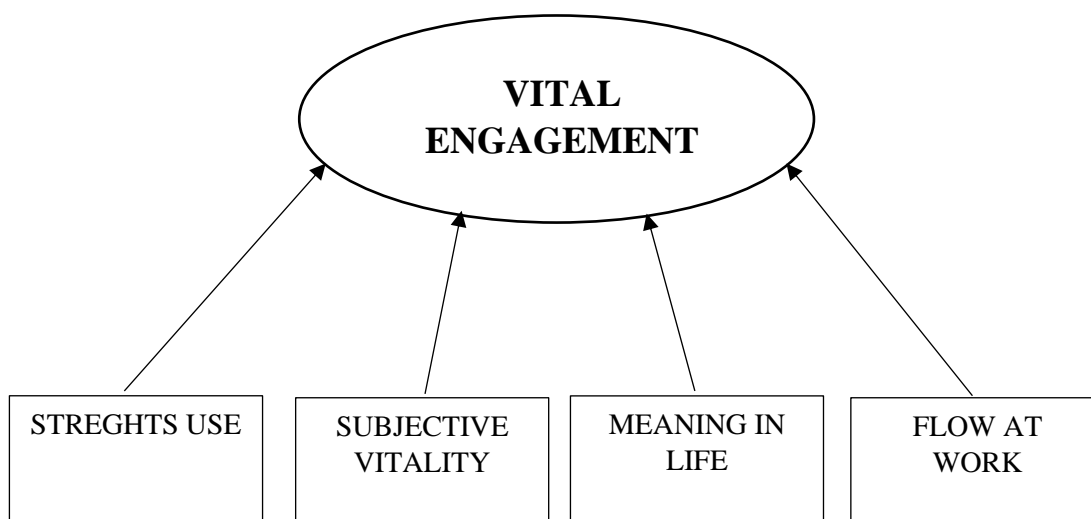 VITAL
ENGAGEMENT
STREGHTS USE
SUBJECTIVE
VITALITY
MEANING IN
LIFE
FLOW AT
WORK